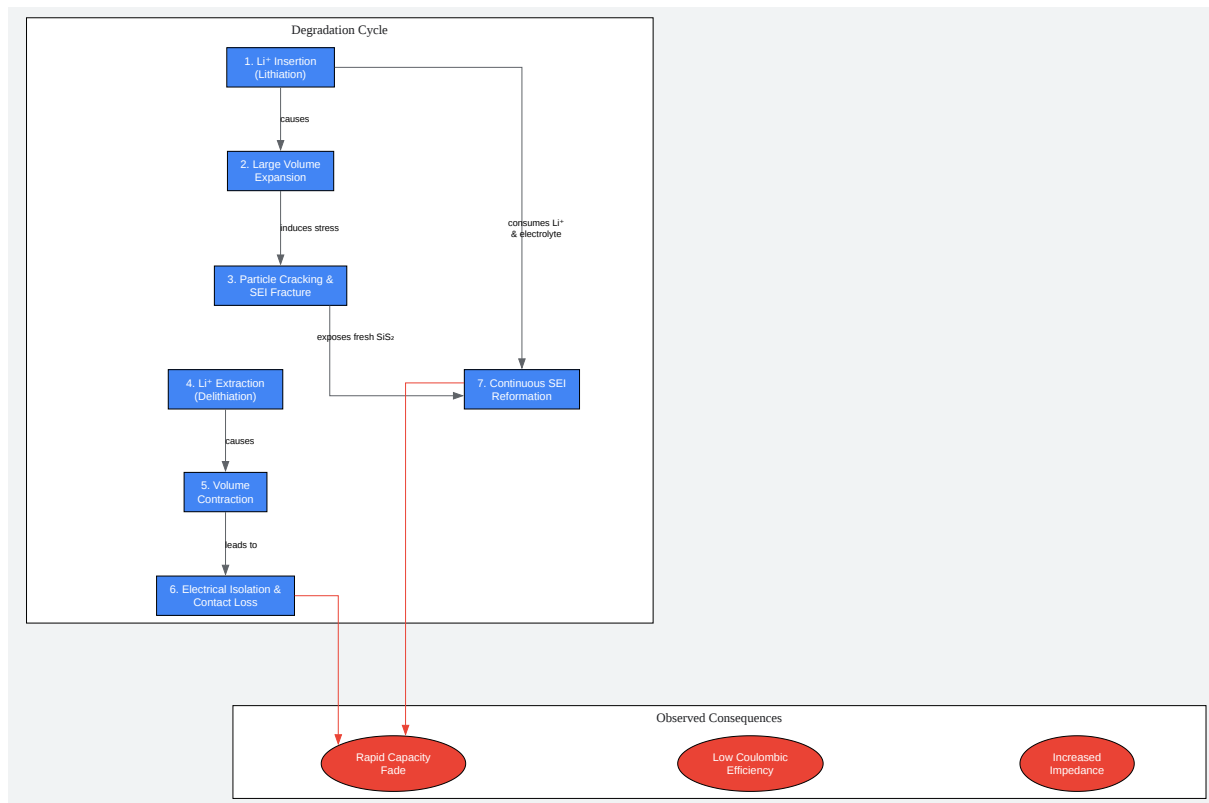 Degradation Cycle
1. Li⁺ Insertion
(Lithiation)
causes
2. Large Volume
Expansion
induces stress
consumes Li⁺
& electrolyte
3. Particle Cracking &
SEI Fracture
exposes fresh SiS₂
4. Li⁺ Extraction
(Delithiation)
7. Continuous SEI
Reformation
causes
5. Volume
Contraction
leads to
6. Electrical Isolation &
Contact Loss
Observed Consequences
Rapid Capacity
Fade
Low Coulombic
Efficiency
Increased
Impedance